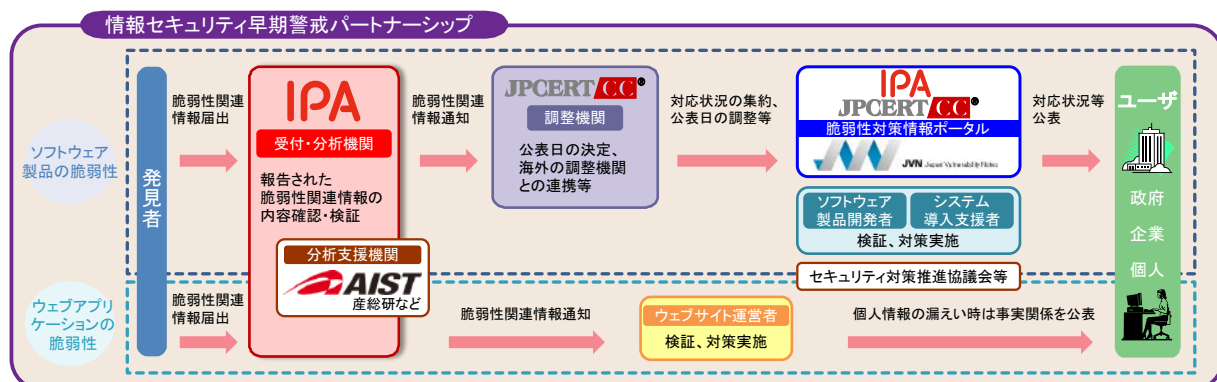 情報セキュリティ早期警戒パートナーシップ
ソフトウェア
製品の脆弱性
発見者
脆弱性関連
情報届出
IPA
受付・分析機関
報告された
脆弱性関連情報の
内容確認・検証
分析支援機関
AIST
産総研など
脆弱性関連
情報通知
JPCERT CC®
調整機関
公表日の決定、
海外の調整機関
との連携等
対応状況の集約、
公表日の調整等
IPA
JPCERT CC®
脆弱性対策情報ポータル
JVN Japan Vulnerability Notes
ソフトウェア
製品開発者
システム
導入支援者
検証、対策実施
セキュリティ対策推進協議会等
対応状況等
公表
ユーザ
政府
企業
個人
ウェブアプリ
ケーションの
脆弱性
脆弱性関連
情報届出
脆弱性関連情報通知
ウェブサイト運営者
検証、対策実施
個人情報の漏えい時は事実関係を公表